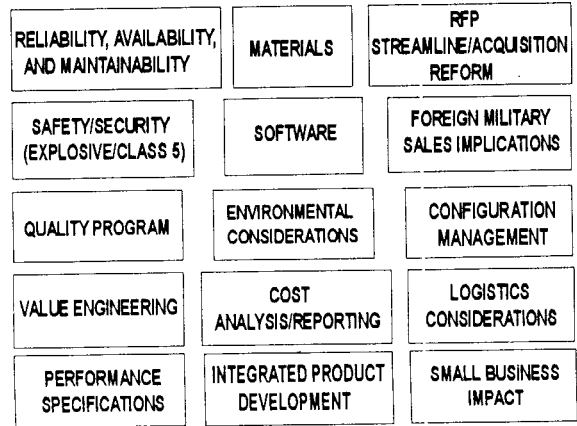 RELIABILITY, AVAILABILITY,
AND MAINTAINABILITY
MATERIALS
RFP
STREAMLINE/ACQUISITION
REFORM
SAFETY/SECURITY
(EXPLOSIVE/CLASS 5)
SOFTWARE
FOREIGN MILITARY
SALES IMPLICATIONS
QUALITY PROGRAM
ENVIRONMENTAL
CONSIDERATIONS
CONFIGURATION
MANAGEMENT
VALUE ENGINEERING
COST
ANALYSIS/REPORTING
LOGISTICS
CONSIDERATIONS
PERFORMANCE
SPECIFICATIONS
INTEGRATED PRODUCT
DEVELOPMENT
SMALL BUSINESS
IMPACT